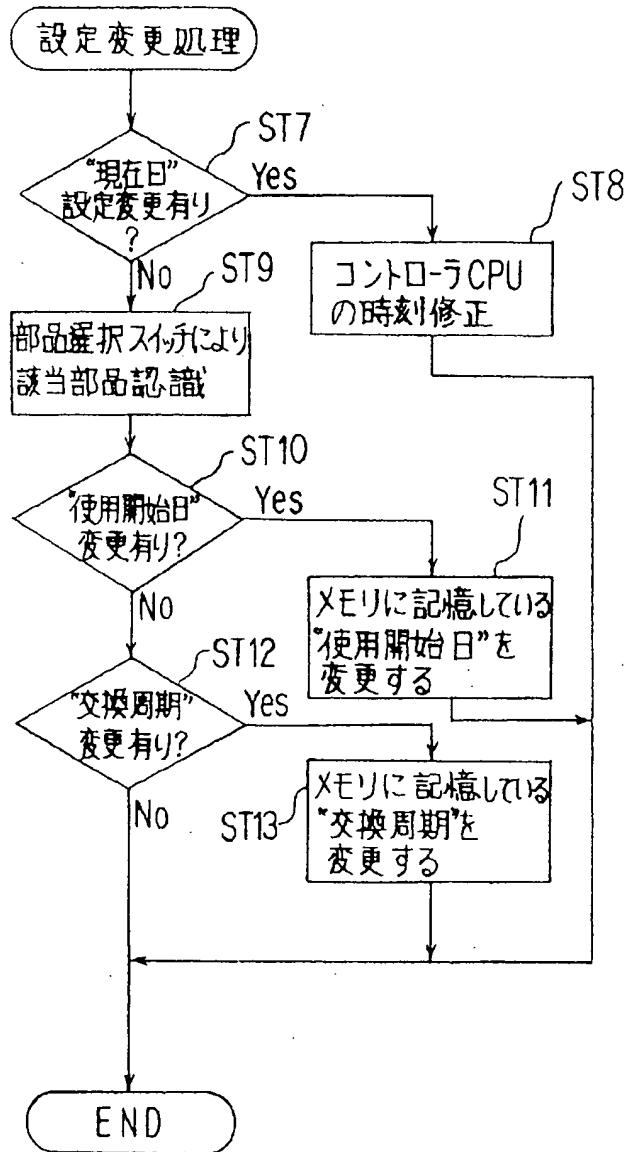 設定変更処理
ST7
“現在日”
設定変更有り
?
Yes
No
ST8
コントローラCPU
の時刻修正
ST9
部品選択スイッチにより
該当部品認識
ST10
“使用開始日”
変更有り?
Yes
No
ST11
メモリに記憶している
“使用開始日”を
変更する
ST12
“交換周期”
変更有り?
Yes
No
ST13
メモリに記憶している
“交換周期”を
変更する
END